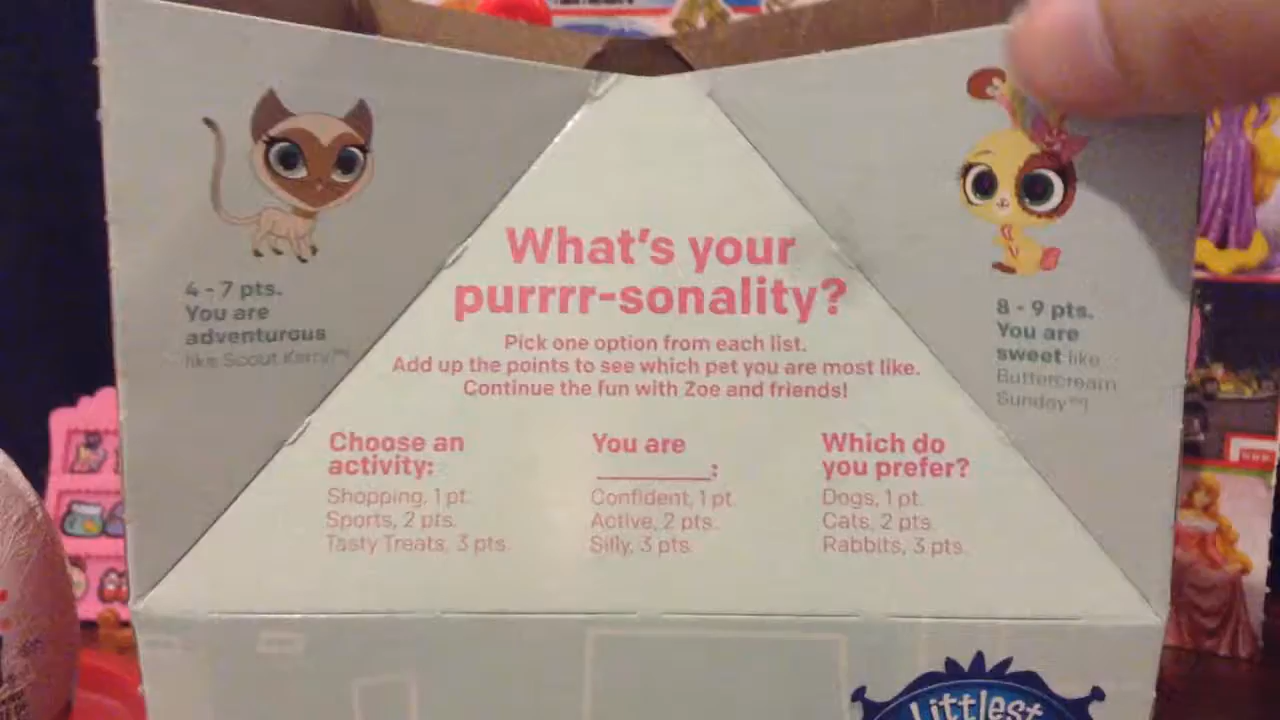 What's your
purrrr-sonality?
Pick one option from each list.
Add up the points to see which pet you are most like.
Continue the fun with Zoe and friends!
4 - 7 pts.
You are
adventurous
like Scout Kerry™!
8 - 9 pts.
You are
sweet like
Buttercream
Sunday™!
Choose an
activity:
Shopping, 1 pt.
Sports, 2 pts.
Tasty Treats, 3 pts.
You are
________:
Confident, 1 pt.
Active, 2 pts.
Silly, 3 pts.
Which do
you prefer?
Dogs, 1 pt.
Cats, 2 pts.
Rabbits, 3 pts.
Littlest